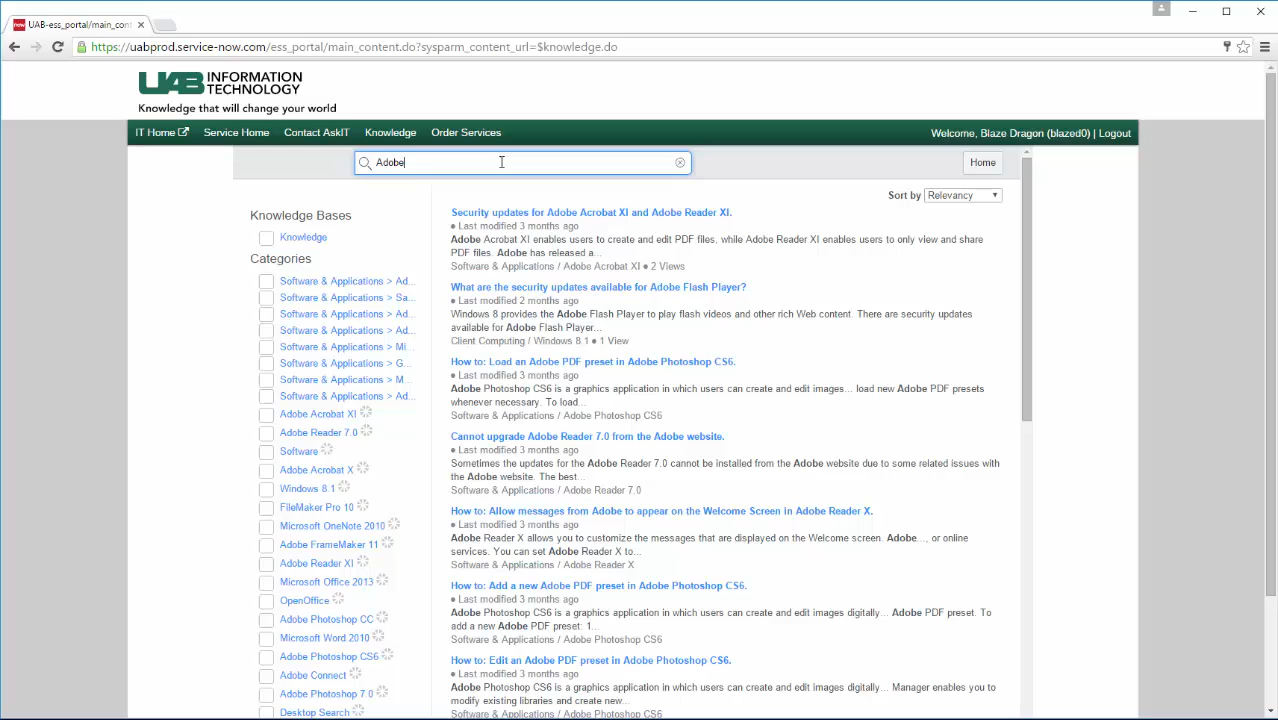 UAB-ess_portal/main_cont
https://uabprod.service-now.com/ess_portal/main_content.do?sysparm_content_url=$knowledge.do
UAB INFORMATION TECHNOLOGY
Knowledge that will change your world
IT Home Service Home Contact AskIT Knowledge Order Services Welcome, Blaze Dragon (blazed0) | Logout
Adobe Home
Sort by Relevancy
Knowledge Bases
Knowledge
Categories
Software & Applications > Ad...
Software & Applications > Sa...
Software & Applications > Ad...
Software & Applications > Ad...
Software & Applications > Mi...
Software & Applications > G...
Software & Applications > M...
Software & Applications > Ad...
Adobe Acrobat XI
Adobe Reader 7.0
Software
Adobe Acrobat X
Windows 8.1
FileMaker Pro 10
Microsoft OneNote 2010
Adobe FrameMaker 11
Adobe Reader XI
Microsoft Office 2013
OpenOffice
Adobe Photoshop CC
Microsoft Word 2010
Adobe Photoshop CS6
Adobe Connect
Adobe Photoshop 7.0
Desktop Search
Security updates for Adobe Acrobat XI and Adobe Reader XI.
● Last modified 3 months ago
Adobe Acrobat XI enables users to create and edit PDF files, while Adobe Reader XI enables users to only view and share
PDF files. Adobe has released a...
Software & Applications / Adobe Acrobat XI ● 2 Views
What are the security updates available for Adobe Flash Player?
● Last modified 2 months ago
Windows 8 provides the Adobe Flash Player to play flash videos and other rich Web content. There are security updates
available for Adobe Flash Player...
Client Computing / Windows 8.1 ● 1 View
How to: Load an Adobe PDF preset in Adobe Photoshop CS6.
● Last modified 3 months ago
Adobe Photoshop CS6 is a graphics application in which users can create and edit images... load new Adobe PDF presets
whenever necessary. To load...
Software & Applications / Adobe Photoshop CS6
Cannot upgrade Adobe Reader 7.0 from the Adobe website.
● Last modified 3 months ago
Sometimes the updates for the Adobe Reader 7.0 cannot be installed from the Adobe website due to some related issues with
the Adobe website. The best...
Software & Applications / Adobe Reader 7.0
How to: Allow messages from Adobe to appear on the Welcome Screen in Adobe Reader X.
● Last modified 3 months ago
Adobe Reader X allows you to customize the messages that are displayed on the Welcome screen. Adobe..., or online
services. You can set Adobe Reader X to...
Software & Applications / Adobe Reader X
How to: Add a new Adobe PDF preset in Adobe Photoshop CS6.
● Last modified 3 months ago
Adobe Photoshop CS6 is a graphics application in which users can create and edit images digitally... Adobe PDF preset. To
add a new Adobe PDF preset: 1...
Software & Applications / Adobe Photoshop CS6
How to: Edit an Adobe PDF preset in Adobe Photoshop CS6.
● Last modified 3 months ago
Adobe Photoshop CS6 is a graphics application in which users can create and edit images digitally... Manager enables you to
modify existing libraries and create new...
Software & Applications / Adobe Photoshop CS6